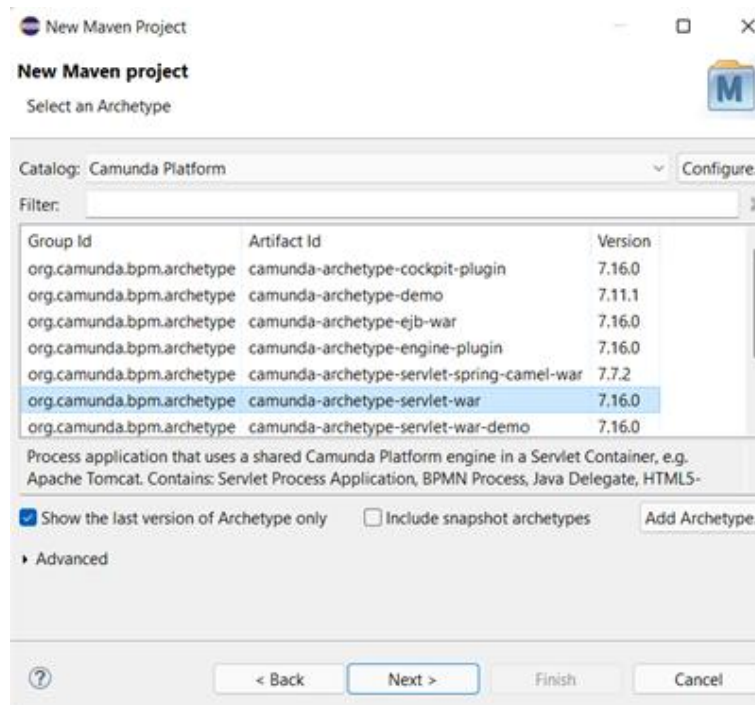 New Maven Project
New Maven project
M
Select an Archetype
Catalog: Camunda Platform Configure.
Filter:
Group Id Artifact Id Version
org.camunda.bpm.archetype camunda-archetype-cockpit-plugin 7.16.0
org.camunda.bpm.archetype camunda-archetype-demo 7.11.1
org.camunda.bpm.archetype camunda-archetype-ejb-war 7.16.0
org.camunda.bpm.archetype camunda-archetype-engine-plugin 7.16.0
org.camunda.bpm.archetype camunda-archetype-servlet-spring-camel-war 7.7.2
org.camunda.bpm.archetype camunda-archetype-servlet-war 7.16.0
org.camunda.bpm.archetype camunda-archetype-servlet-war-demo 7.16.0
Process application that uses a shared Camunda Platform engine in a Servlet Container, e.g.
Apache Tomcat. Contains: Servlet Process Application, BPMN Process, Java Delegate, HTML5-
Show the last version of Archetype only Include snapshot archetypes Add Archetype.
Advanced
? < Back Next > Finish Cancel